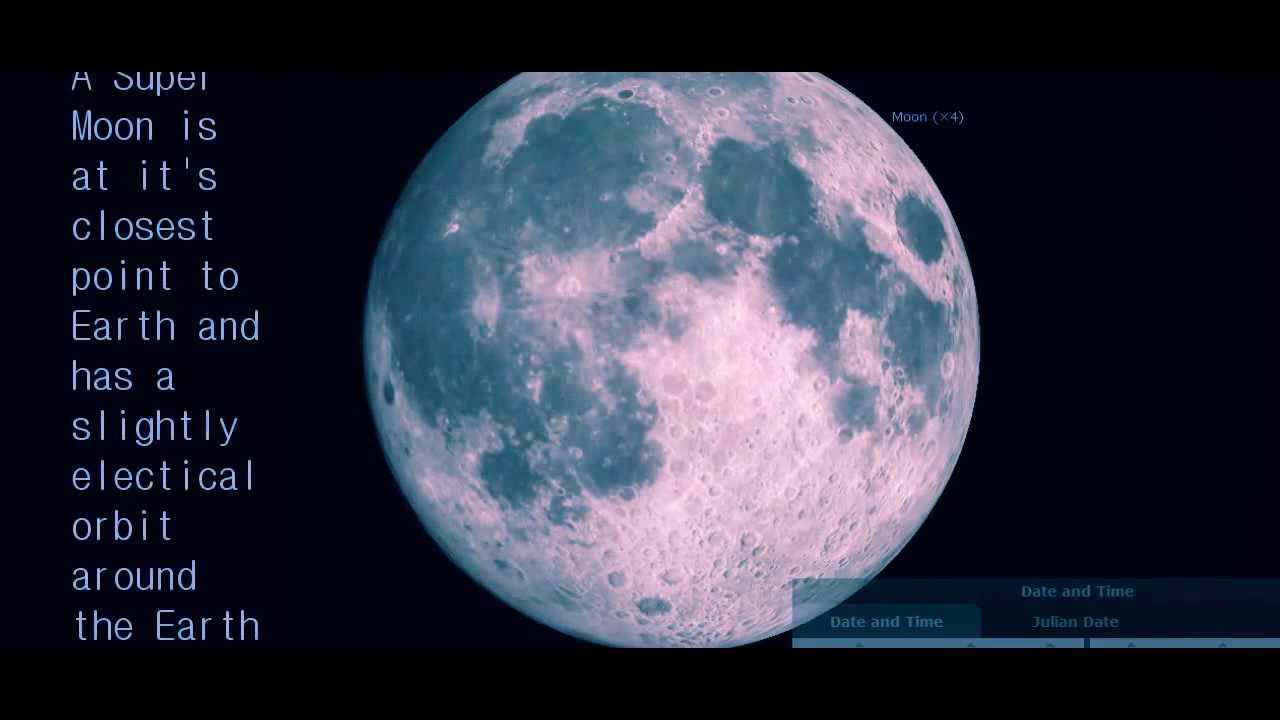 A Super
Moon is
at it's
closest
point to
Earth and
has a
slightly
electical
orbit
around
the Earth
Moon (×4)
Date and Time
Date and Time
Julian Date